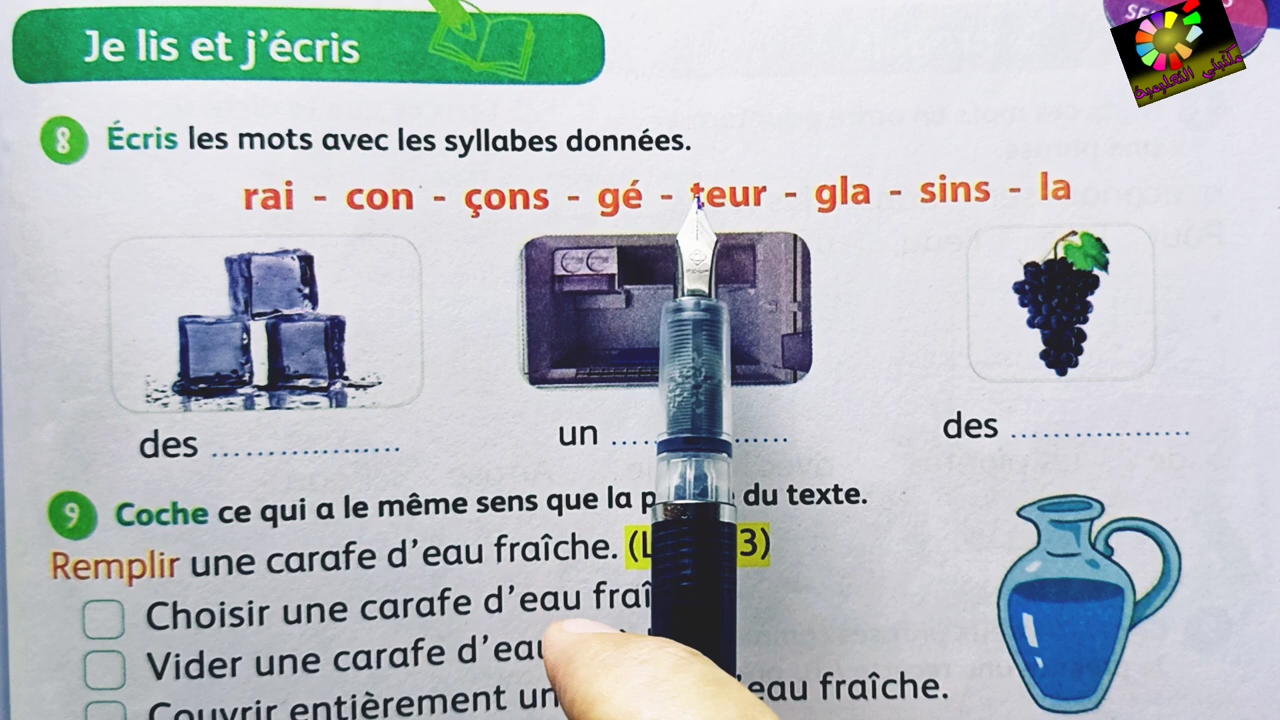 Je lis et j'écris
مكتبتي التعليمية
8 Écris les mots avec les syllabes données.
rai - con - çons - gé - teur - gla - sins - la
des ..................
un ..................
des ..................
9 Coche ce qui a le même sens que la p du texte.
Remplir une carafe d'eau fraîche. (L 3)
Choisir une carafe d'eau fraî
Vider une carafe d'eau
Couvrir entièrement un d'eau fraîche.